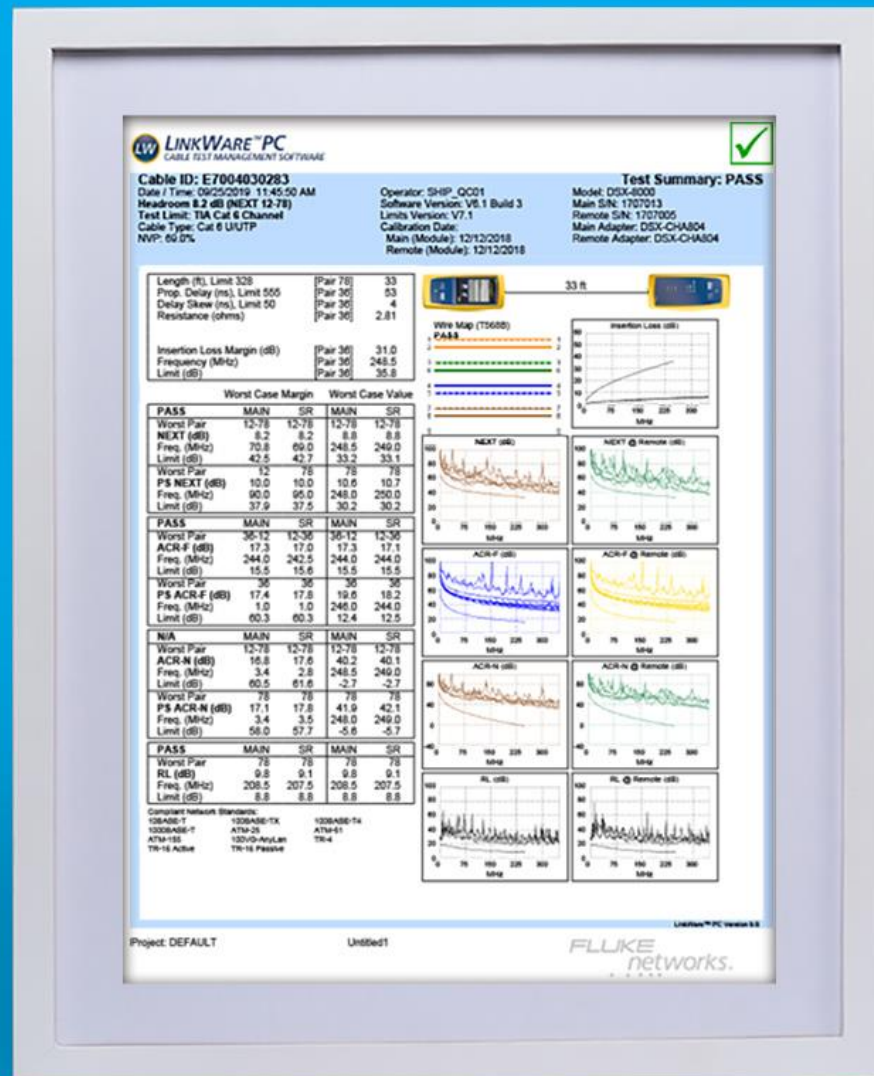 LW LINKWARE™PC
CABLE TEST MANAGEMENT SOFTWARE
Cable ID: E7004030283
Test Summary: PASS
Date / Time: 09/25/2019 11:45:50 AM
Headroom 8.2 dB (NEXT 12-78)
Test Limit: TIA Cat 6 Channel
Cable Type: Cat 6 U/UTP
NVP: 69.0%
Operator: SHIP_QC01
Software Version: V6.1 Build 3
Limits Version: V7.1
Calibration Date:
Main (Module): 12/12/2018
Remote (Module): 12/12/2018
Model: DSX-8000
Main S/N: 1707013
Remote S/N: 1707005
Main Adapter: DSX-CHA804
Remote Adapter: DSX-CHA804
Length (ft), Limit 328 [Pair 78] 33
Prop. Delay (ns), Limit 555 [Pair 36] 53
Delay Skew (ns), Limit 50 [Pair 36] 4
Resistance (ohms) [Pair 36] 2.81
Insertion Loss Margin (dB) [Pair 36] 31.0
Frequency (MHz) [Pair 36] 248.5
Limit (dB) [Pair 36] 35.8
Worst Case Margin Worst Case Value
PASS MAIN SR MAIN SR
Worst Pair 12-78 12-78 12-78 12-78
NEXT (dB) 8.2 8.2 8.8 8.8
Freq. (MHz) 70.8 69.0 248.5 249.0
Limit (dB) 42.5 42.7 33.2 33.1
Worst Pair 12 78 78 78
PS NEXT (dB) 10.0 10.0 10.6 10.7
Freq. (MHz) 90.0 95.0 248.0 250.0
Limit (dB) 37.9 37.5 30.2 30.2
PASS MAIN SR MAIN SR
Worst Pair 36-12 12-36 36-12 12-36
ACR-F (dB) 17.3 17.0 17.3 17.1
Freq. (MHz) 244.0 242.5 244.0 244.0
Limit (dB) 15.5 15.6 15.5 15.5
Worst Pair 36 36 36 36
PS ACR-F (dB) 17.4 17.8 19.6 18.2
Freq. (MHz) 1.0 1.0 246.0 244.0
Limit (dB) 60.3 60.3 12.4 12.5
N/A MAIN SR MAIN SR
Worst Pair 12-78 12-78 12-78 12-78
ACR-N (dB) 16.8 17.6 40.2 40.1
Freq. (MHz) 3.4 2.8 248.5 249.0
Limit (dB) 60.5 61.6 -2.7 -2.7
Worst Pair 78 78 78 78
PS ACR-N (dB) 17.1 17.8 41.9 42.1
Freq. (MHz) 3.4 3.5 248.0 249.0
Limit (dB) 58.0 57.7 -5.6 -5.7
PASS MAIN SR MAIN SR
Worst Pair 78 78 78 78
RL (dB) 9.8 9.1 9.8 9.1
Freq. (MHz) 208.5 207.5 208.5 207.5
Limit (dB) 8.8 8.8 8.8 8.8
Compliant Network Standards:
10BASE-T 100BASE-TX 100BASE-T4
1000BASE-T ATM-25 ATM-51
ATM-155 100VG-AnyLan TR-4
TR-16 Active TR-16 Passive
33 ft
Wire Map (T568B)
PASS
Insertion Loss (dB)
MHz
NEXT (dB)
MHz
NEXT @ Remote (dB)
MHz
ACR-F (dB)
MHz
ACR-F @ Remote (dB)
MHz
ACR-N (dB)
MHz
ACR-N @ Remote (dB)
MHz
RL (dB)
MHz
RL @ Remote (dB)
MHz
Project: DEFAULT
Untitled1
FLUKE
networks.